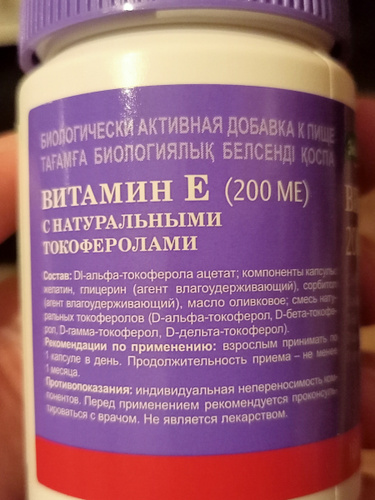 БИОЛОГИЧЕСКИ АКТИВНАЯ ДОБАВКА К ПИЩЕ
ТАҒАМҒА БИОЛОГИЯЛЫҚ БЕЛСЕНДІ ҚОСПА
ВИТАМИН Е (200 МЕ)
С НАТУРАЛЬНЫМИ
ТОКОФЕРОЛАМИ
Состав: Dl-альфа-токоферола ацетат; компоненты капсулы:
желатин, глицерин (агент влагоудерживающий), сорбитол
(агент влагоудерживающий), масло оливковое; смесь нату-
ральных токоферолов (D-альфа-токоферол, D-бета-токофе-
рол, D-гамма-токоферол, D-дельта-токоферол).
Рекомендации по применению: взрослым принимать по
1 капсуле в день. Продолжительность приема – не менее
1 месяца.
Противопоказания: индивидуальная непереносимость ком-
понентов. Перед применением рекомендуется проконсуль-
тироваться с врачом. Не является лекарством.